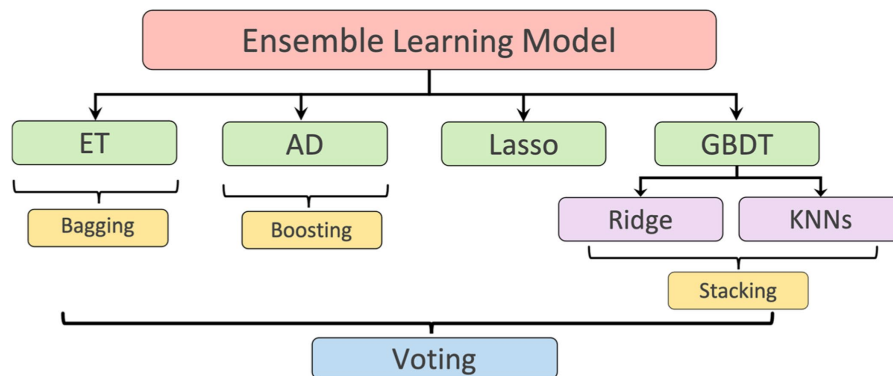 Ensemble Learning Model
ET
AD
Lasso
GBDT
Bagging
Boosting
Ridge
KNNs
Stacking
Voting